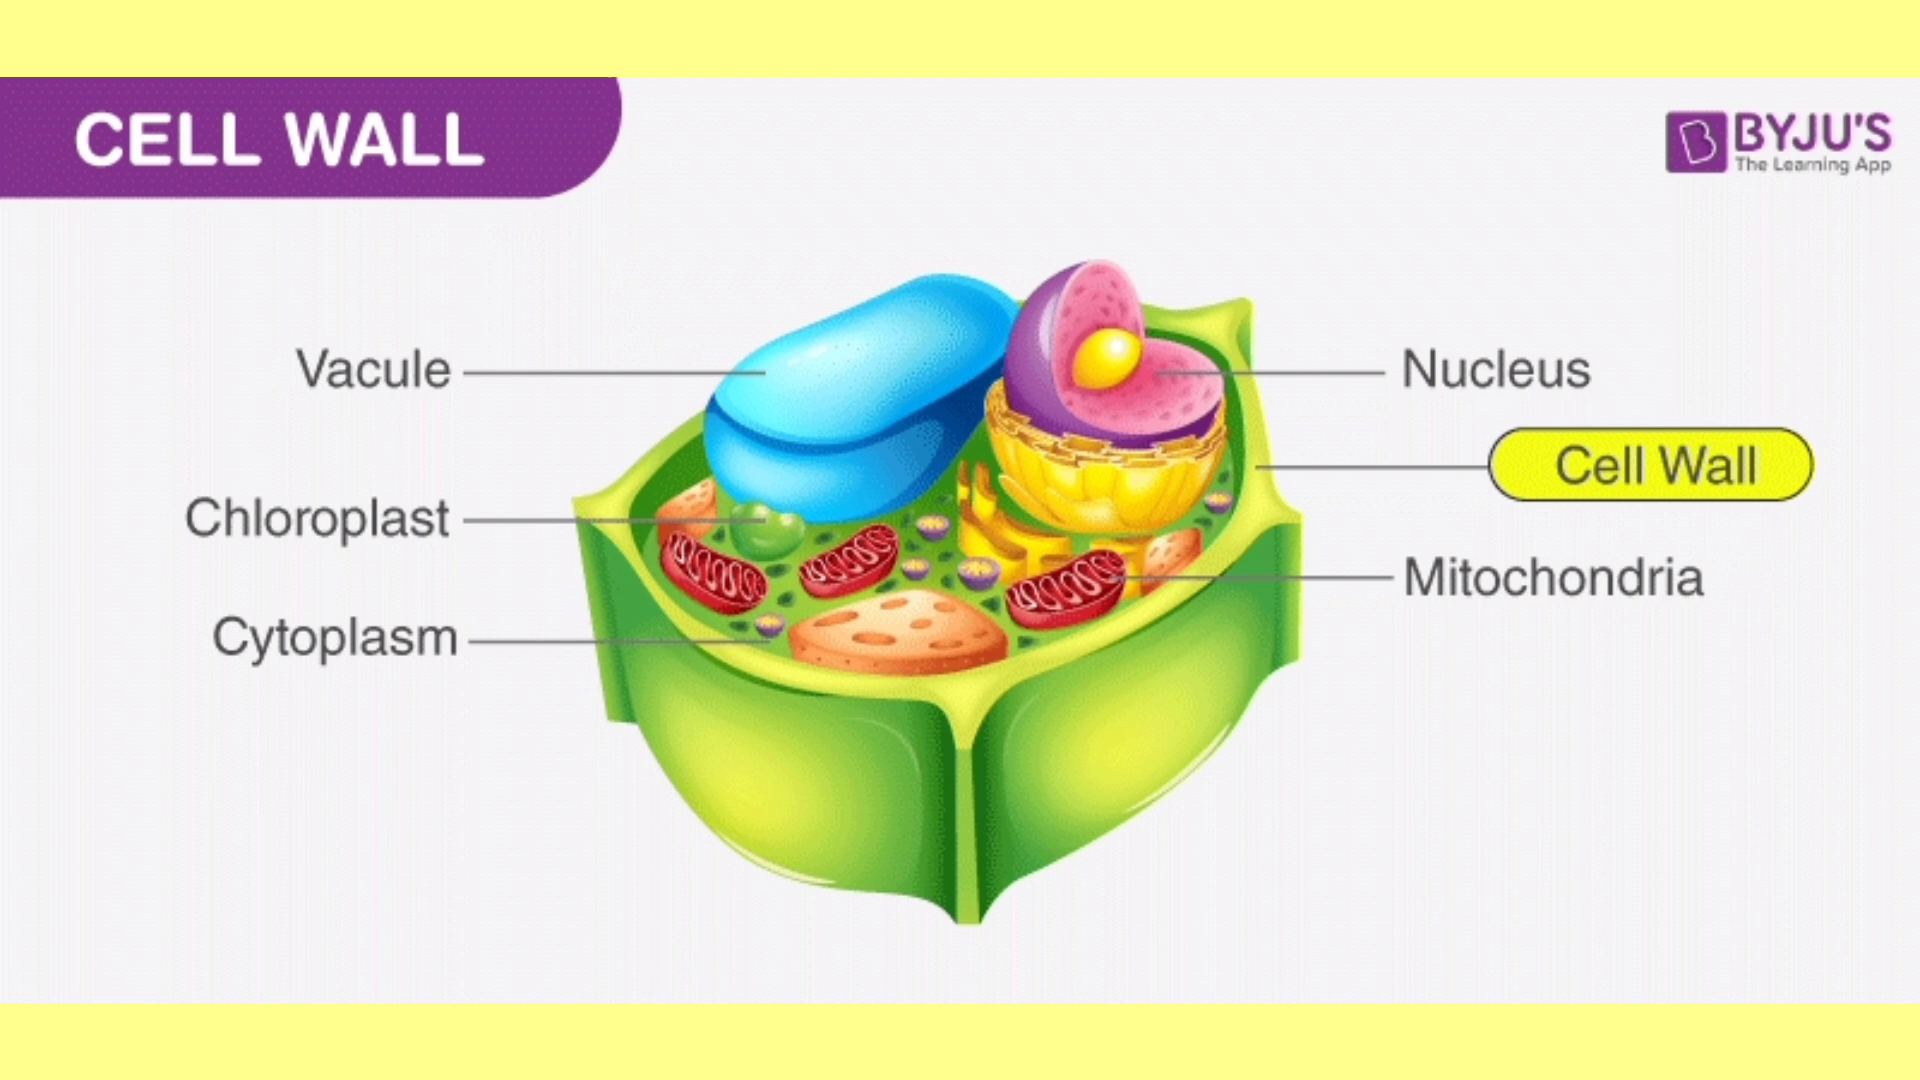 CELL WALL
BYJU'S
The Learning App
Vacule
Nucleus
Cell Wall
Chloroplast
Mitochondria
Cytoplasm